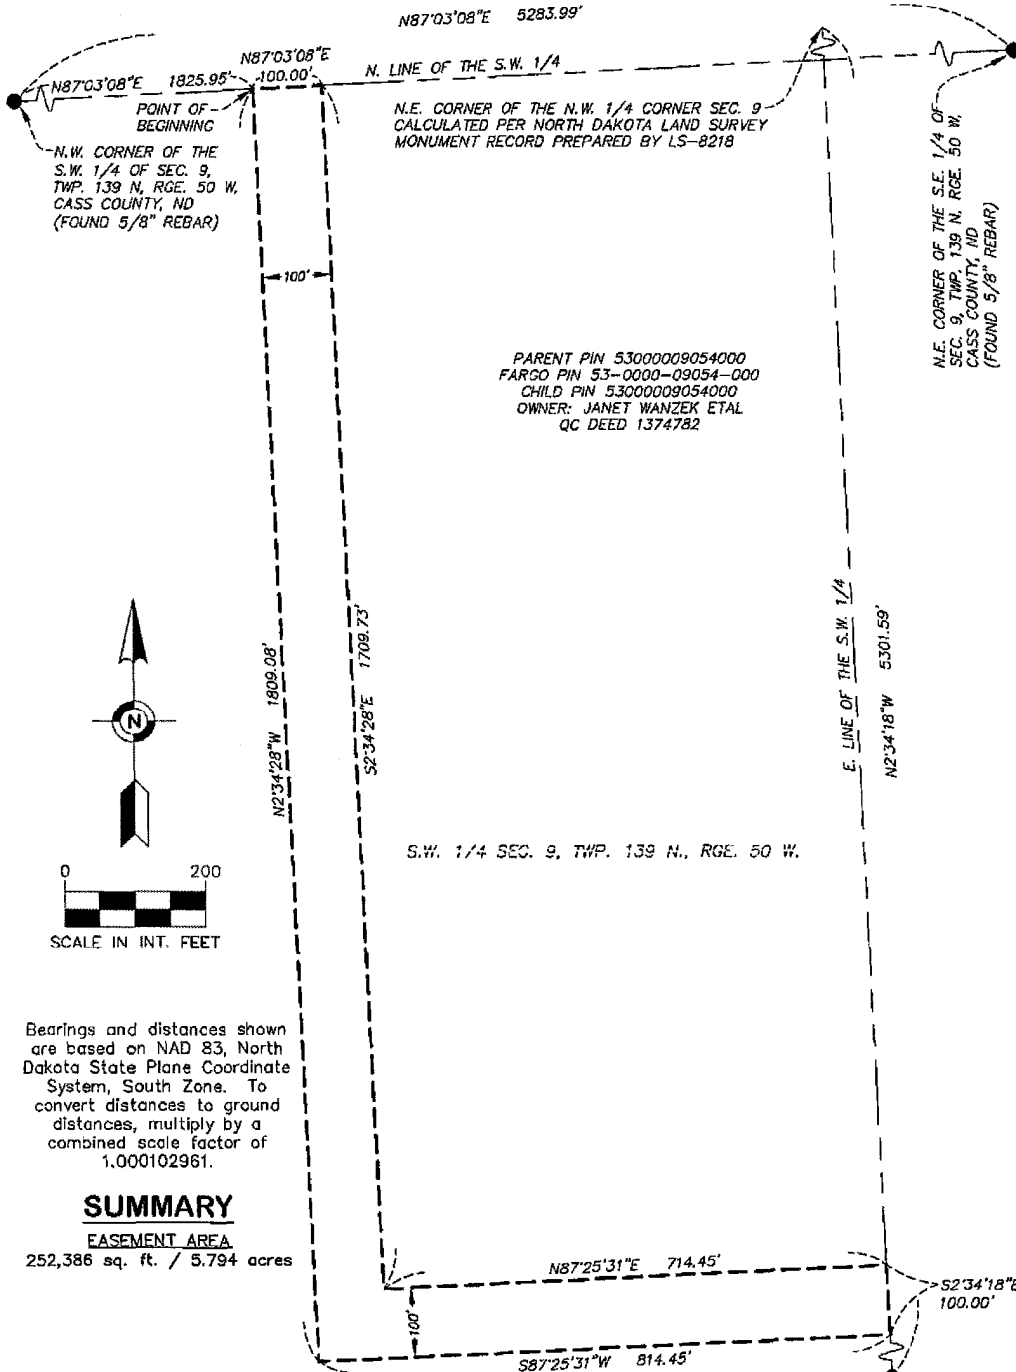 N87°03'08"E 5283.99'
N87°03'08"E
100.00'
N87°03'08"E 1825.95'
N. LINE OF THE S.W. 1/4
POINT OF
BEGINNING
N.W. CORNER OF THE
S.W. 1/4 OF SEC. 9,
TWP. 139 N, RGE. 50 W,
CASS COUNTY, ND
(FOUND 5/8" REBAR)
N.E. CORNER OF THE N.W. 1/4 CORNER SEC. 9
CALCULATED PER NORTH DAKOTA LAND SURVEY
MONUMENT RECORD PREPARED BY LS-8218
N.E. CORNER OF THE S.E. 1/4 OF
SEC. 9, TWP. 139 N, RGE. 50 W,
CASS COUNTY, ND
(FOUND 5/8" REBAR)
100'
PARENT PIN 53000009054000
FARGO PIN 53-0000-09054-000
CHILD PIN 53000009054000
OWNER: JANET WANZEK ETAL
QC DEED 1374782
N2°34'28"W 1809.08'
S2°34'28"E 1709.73'
E. LINE OF THE S.W. 1/4
N2°34'18"W 5301.59'
N
S.W. 1/4 SEC. 9, TWP. 139 N., RGE. 50 W.
0 200
SCALE IN INT. FEET
Bearings and distances shown
are based on NAD 83, North
Dakota State Plane Coordinate
System, South Zone. To
convert distances to ground
distances, multiply by a
combined scale factor of
1.000102961.
SUMMARY
EASEMENT AREA
252,386 sq. ft. / 5.794 acres
N87°25'31"E 714.45'
S2°34'18"E
100.00'
100'
S87°25'31"W 814.45'